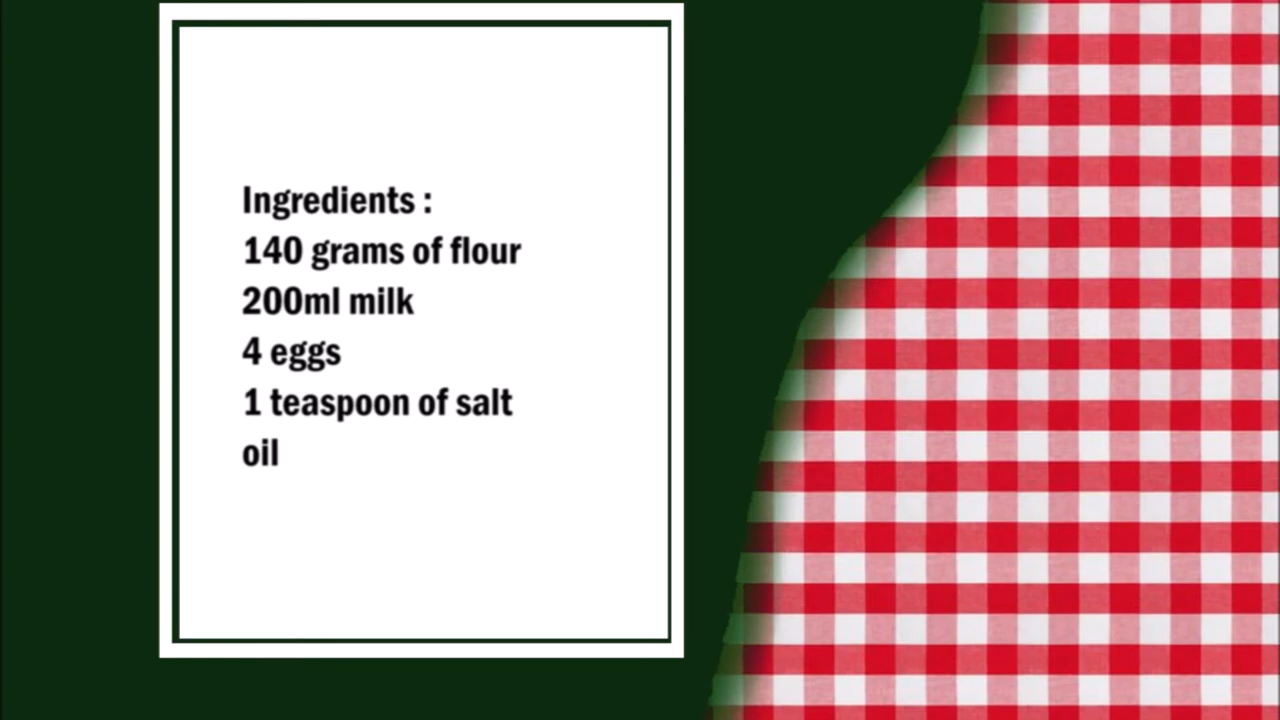 Ingredients :
140 grams of flour
200ml milk
4 eggs
1 teaspoon of salt
oil